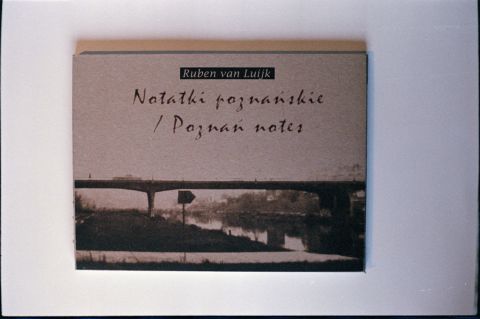 Ruben van Luijk
Notatki poznańskie
/ Poznań notes